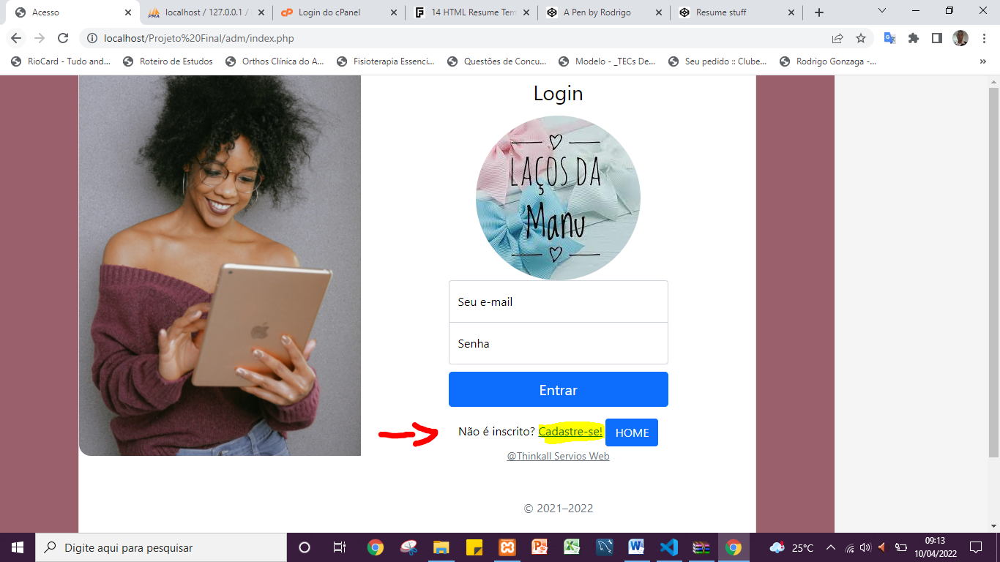 Acesso
localhost / 127.0.0.1 /
Login do cPanel
14 HTML Resume Tem
A Pen by Rodrigo
Resume stuff
localhost/Projeto%20Final/adm/index.php
RioCard - Tudo and...
Roteiro de Estudos
Orthos Clínica do A...
Fisioterapia Essenci...
Questões de Concu...
Modelo - _TECs De...
Seu pedido :: Clube...
Rodrigo Gonzaga -...
»
Login
LAÇOS DA
Manu
Seu e-mail
Senha
Entrar
Não é inscrito? Cadastre-se! HOME
@Thinkall Servios Web
© 2021–2022
Digite aqui para pesquisar
25°C
09:13
10/04/2022